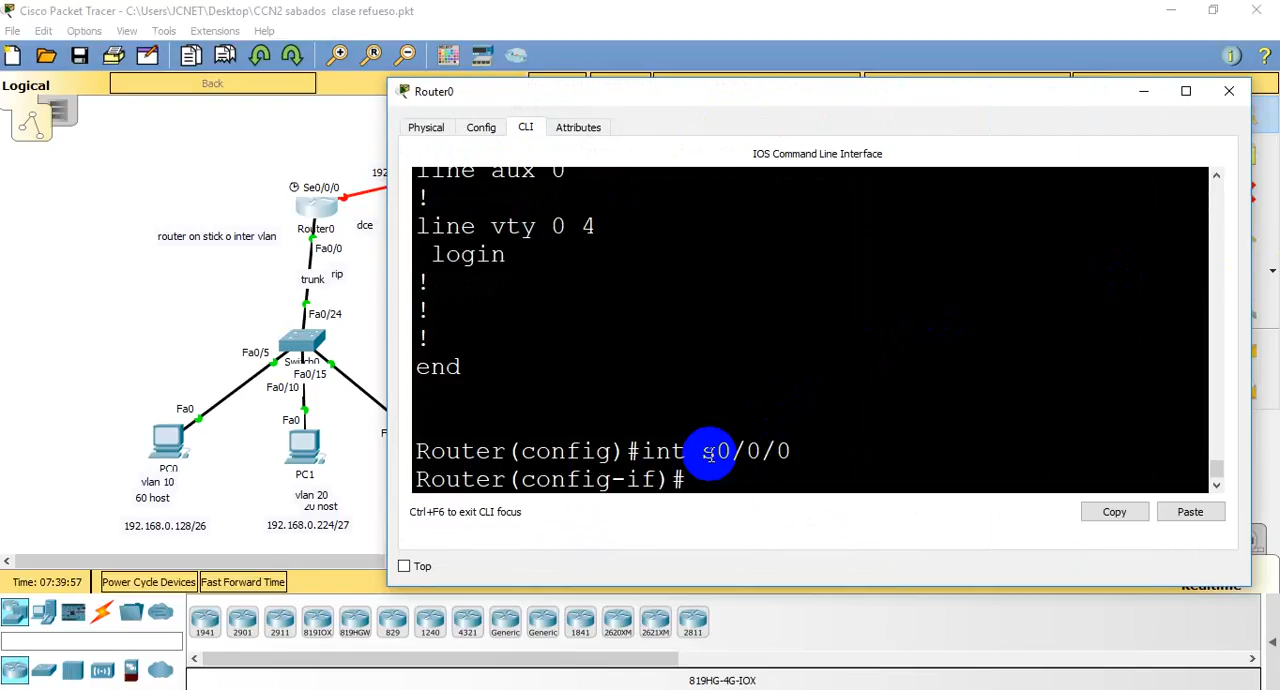 Cisco Packet Tracer - C:\Users\JCNET\Desktop\CCN2 sabados  clase refueso.pkt
File Edit Options View Tools Extensions Help
Logical
Back
Router0
Physical Config CLI Attributes
IOS Command Line Interface
line aux 0
!
line vty 0 4
login
!
!
!
end
Router(config)#int s0/0/0
Router(config-if)#
Ctrl+F6 to exit CLI focus
Copy
Paste
Top
192
Se0/0/0
Router0
dce
router on stick o inter vlan
Fa0/0
trunk
rip
Fa0/24
Fa0/5
Switch0
Fa0/15
Fa0/10
Fa0
Fa0
F
PC0
PC1
vlan 10
60 host
192.168.0.128/26
vlan 20
20 host
192.168.0.224/27
Time: 07:39:57
Power Cycle Devices
Fast Forward Time
Realtime
1941 2901 2911 819IOX 819HGW 829 1240 4321 Generic Generic 1841 2620XM 2621XM 2811
819HG-4G-IOX